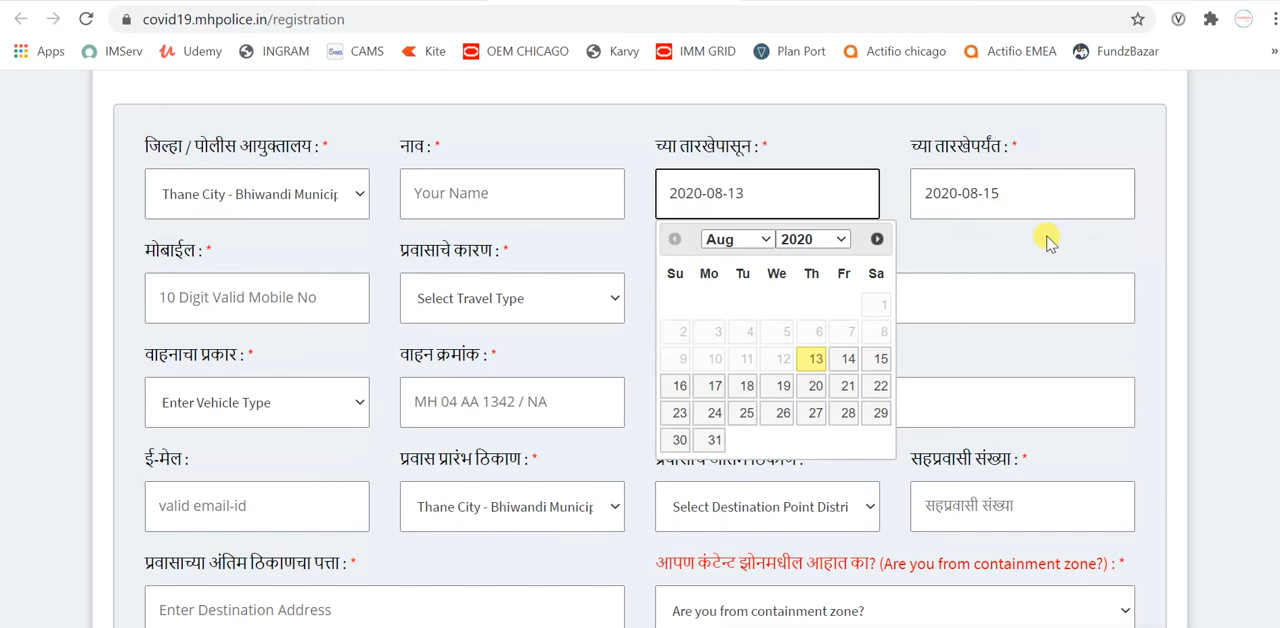 covid19.mhpolice.in/registration
Apps IMServ Udemy INGRAM CAMS Kite OEM CHICAGO Karvy IMM GRID Plan Port Actifio chicago Actifio EMEA FundzBazar »
जिल्हा / पोलीस आयुक्तालय : * नाव : * च्या तारखेपासून : * च्या तारखेपर्यंत : *
Thane City - Bhiwandi Municip Your Name 2020-08-13 2020-08-15
मोबाईल : * प्रवासाचे कारण : * Aug 2020
Su Mo Tu We Th Fr Sa
10 Digit Valid Mobile No Select Travel Type 1
2 3 4 5 6 7 8
वाहनाचा प्रकार : * वाहन क्रमांक : * 9 10 11 12 13 14 15
16 17 18 19 20 21 22
Enter Vehicle Type MH 04 AA 1342 / NA 23 24 25 26 27 28 29
30 31
ई-मेल : प्रवास प्रारंभ ठिकाण : * सहप्रवासी संख्या : *
valid email-id Thane City - Bhiwandi Municip Select Destination Point Distri सहप्रवासी संख्या
प्रवासाच्या अंतिम ठिकाणचा पत्ता : * आपण कंटेन्ट झोनमधील आहात का? (Are you from containment zone?) : *
Enter Destination Address Are you from containment zone?